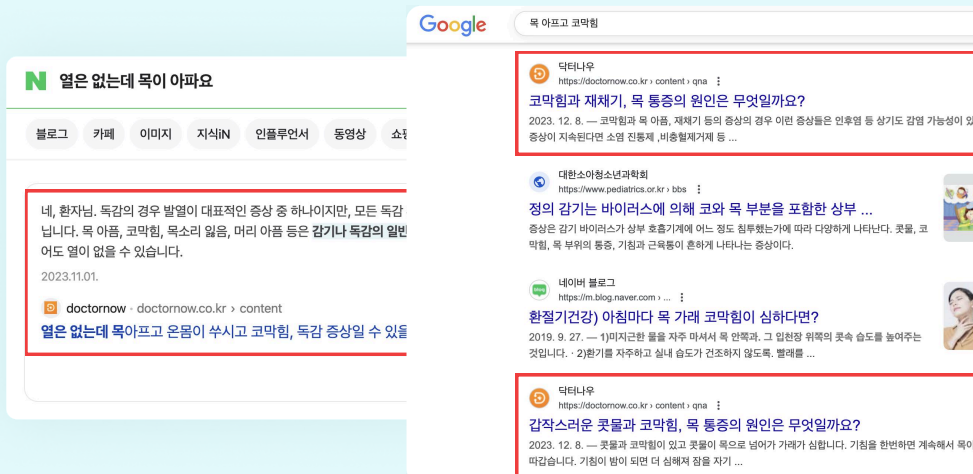 N 열은 없는데 목이 아파요
블로그 카페 이미지 지식iN 인플루언서 동영상
네, 환자님. 독감의 경우 발열이 대표적인 증상 중 하나이지만, 모든 독감
닙니다. 목 아픔, 코막힘, 목소리 잃음, 머리 아픔 등은 감기나 독감의 일반
어도 열이 없을 수 있습니다.
2023.11.01.
doctornow · doctornow.co.kr › content
열은 없는데 목아프고 온몸이 쑤시고 코막힘, 독감 증상일 수 있을
Google
목 아프고 코막힘
닥터나우
https://doctornow.co.kr › content › qna
코막힘과 재채기, 목 통증의 원인은 무엇일까요?
2023. 12. 8. — 코막힘과 목 아픔, 재채기 등의 증상의 경우 이런 증상들은 인후염 등 상기도 감염 가능성이 있
증상이 지속된다면 소염 진통제 ,비충혈제거제 등 ...
대한소아청소년과학회
https://www.pediatrics.or.kr › bbs
정의 감기는 바이러스에 의해 코와 목 부분을 포함한 상부 ...
증상은 감기 바이러스가 상부 호흡기계에 어느 정도 침투했는가에 따라 다양하게 나타난다. 콧물, 코
막힘, 목 부위의 통증, 기침과 근육통이 흔하게 나타나는 증상이다.
네이버 블로그
https://m.blog.naver.com › ...
환절기건강) 아침마다 목 가래 코막힘이 심하다면?
2019. 9. 27. — 1)미지근한 물을 자주 마셔서 목 안쪽과. 그 입천장 위쪽의 콧속 습도를 높여주는
것입니다. · 2)환기를 자주하고 실내 습도가 건조하지 않도록. 빨래를 ...
닥터나우
https://doctornow.co.kr › content › qna
갑작스러운 콧물과 코막힘, 목 통증의 원인은 무엇일까요?
2023. 12. 8. — 콧물과 코막힘이 있고 콧물이 목으로 넘어가 가래가 심합니다. 기침을 한번하면 계속해서 목이
따갑습니다. 기침이 밤이 되면 더 심해져 잠을 자기 ...